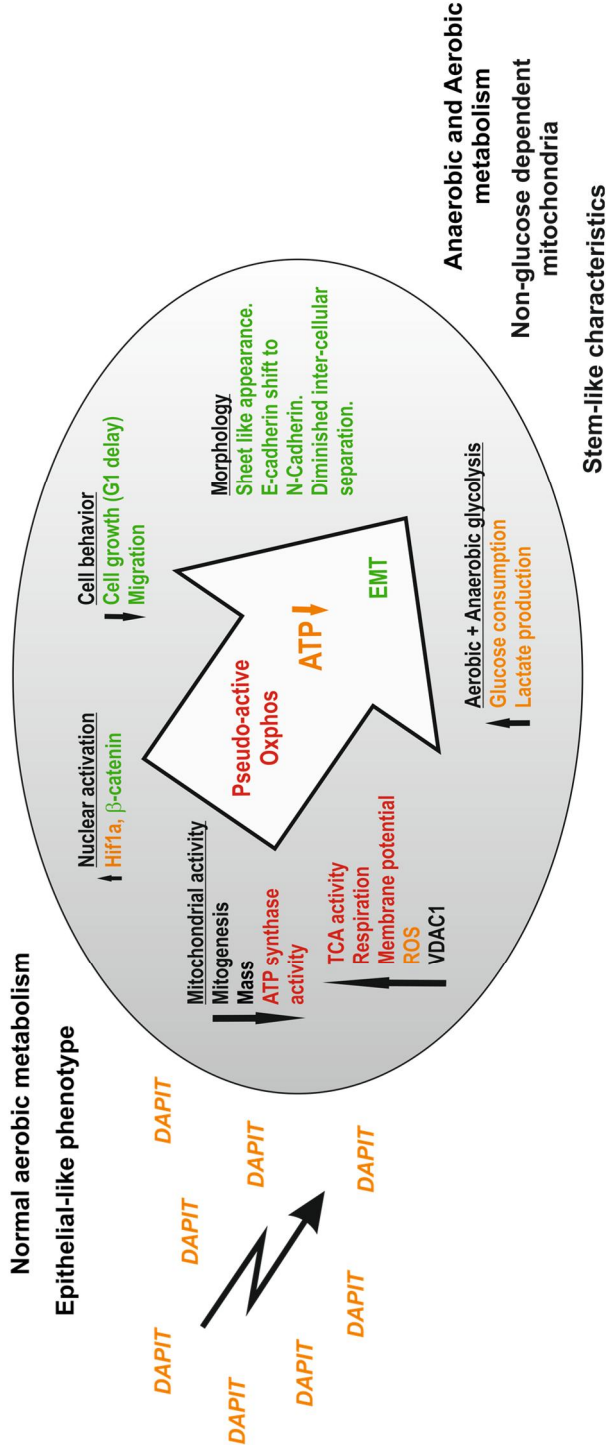 Normal aerobic metabolism
Epithelial-like phenotype
DAPIT
DAPIT
DAPIT
DAPIT
DAPIT
DAPIT
DAPIT
DAPIT
Nuclear activation
Hif1a, β-catenin
Cell behavior
Cell growth (G1 delay)
Migration
Mitochondrial activity
Mitogenesis
Mass
ATP synthase
activity
TCA activity
Respiration
Membrane potential
ROS
VDAC1
Pseudo-active
Oxphos
ATP
EMT
Morphology
Sheet like appearance.
E-cadherin shift to
N-Cadherin.
Diminished inter-cellular
separation.
Aerobic + Anaerobic glycolysis
Glucose consumption
Lactate production
Anaerobic and Aerobic
metabolism
Non-glucose dependent
mitochondria
Stem-like characteristics